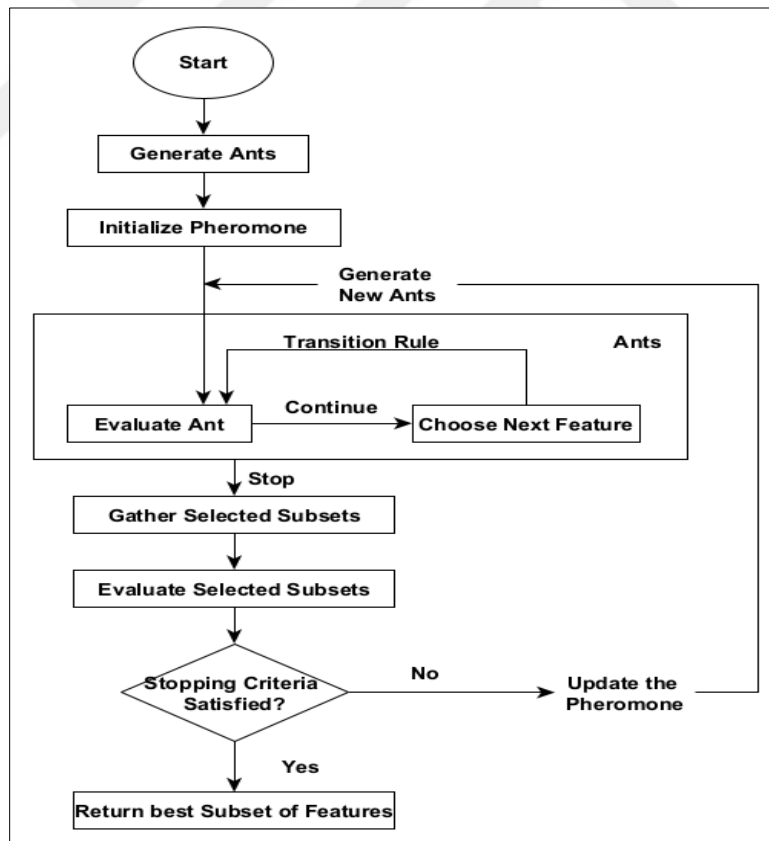 Start
Generate Ants
Initialize Pheromone
Generate
New Ants
Transition Rule
Ants
Evaluate Ant
Continue
Choose Next Feature
Stop
Gather Selected Subsets
Evaluate Selected Subsets
Stopping Criteria
Satisfied?
No
Update the
Pheromone
Yes
Return best Subset of Features